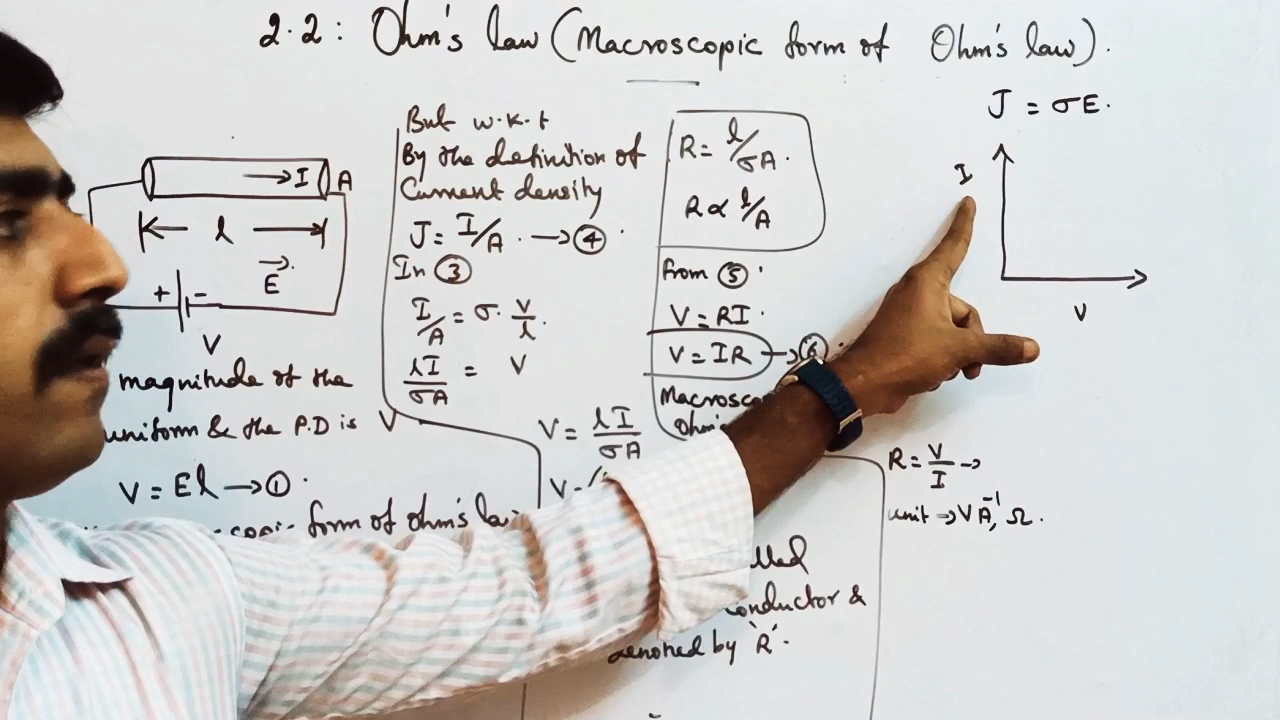 2.2: Ohm's law (Macroscopic form of Ohm's law).
→ I A
l
E⃗
+ -
V
magnitude of the
uniform & the P.D is V
V = El → ①
form of ohm's law
But w.k.t
By the definition of
Current density
J = I/A. → ④
In ③
I/A = σ. V/l.
lI/σA = V
V = lI/σA
V =
R = l/σA.
R ∝ l/A
From ⑤
V = RI.
V = IR → ⑥
conductor &
denoted by 'R'.
J = σE.
I
V
R = V/I →
unit → V A⁻¹, Ω.